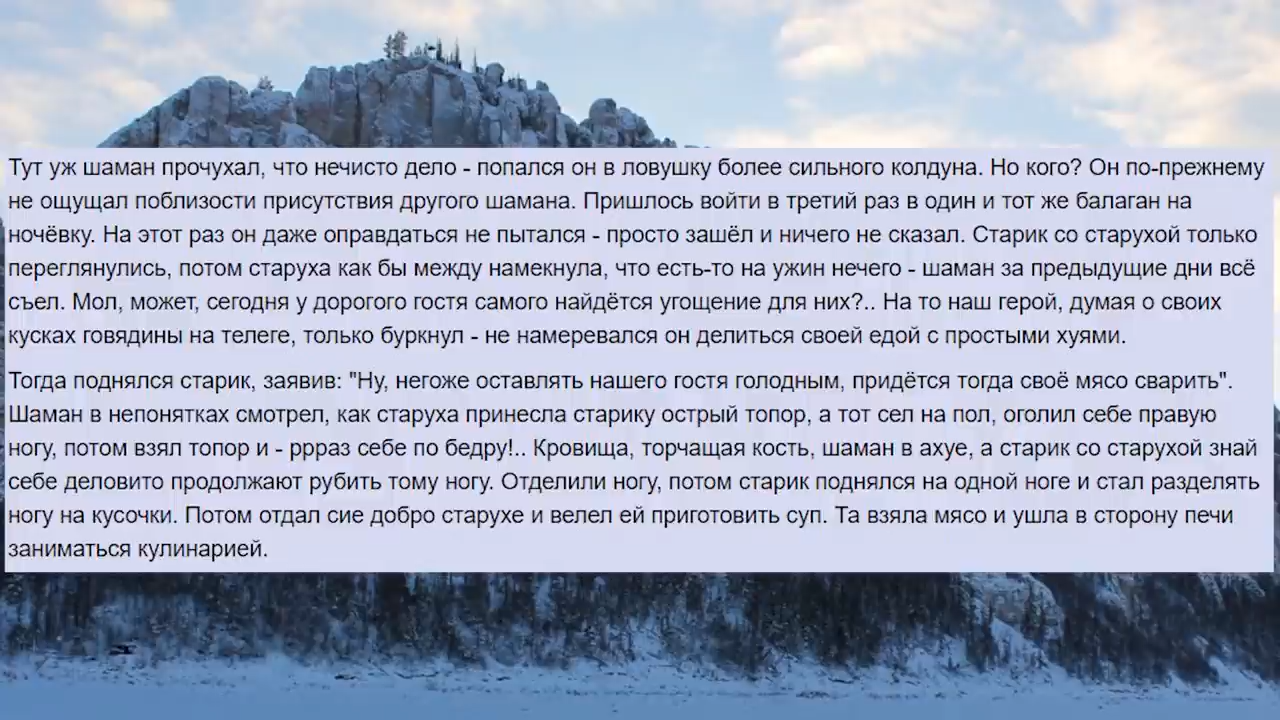 Тут уж шаман прочухал, что нечисто дело - попался он в ловушку более сильного колдуна. Но кого? Он по-прежнему
не ощущал поблизости присутствия другого шамана. Пришлось войти в третий раз в один и тот же балаган на
ночёвку. На этот раз он даже оправдаться не пытался - просто зашёл и ничего не сказал. Старик со старухой только
переглянулись, потом старуха как бы между намекнула, что есть-то на ужин нечего - шаман за предыдущие дни всё
съел. Мол, может, сегодня у дорогого гостя самого найдётся угощение для них?.. На то наш герой, думая о своих
кусках говядины на телеге, только буркнул - не намеревался он делиться своей едой с простыми хуями.
Тогда поднялся старик, заявив: "Ну, негоже оставлять нашего гостя голодным, придётся тогда своё мясо сварить".
Шаман в непонятках смотрел, как старуха принесла старику острый топор, а тот сел на пол, оголил себе правую
ногу, потом взял топор и - ррраз себе по бедру!.. Кровища, торчащая кость, шаман в ахуе, а старик со старухой знай
себе деловито продолжают рубить тому ногу. Отделили ногу, потом старик поднялся на одной ноге и стал разделять
ногу на кусочки. Потом отдал сие добро старухе и велел ей приготовить суп. Та взяла мясо и ушла в сторону печи
заниматься кулинарией.